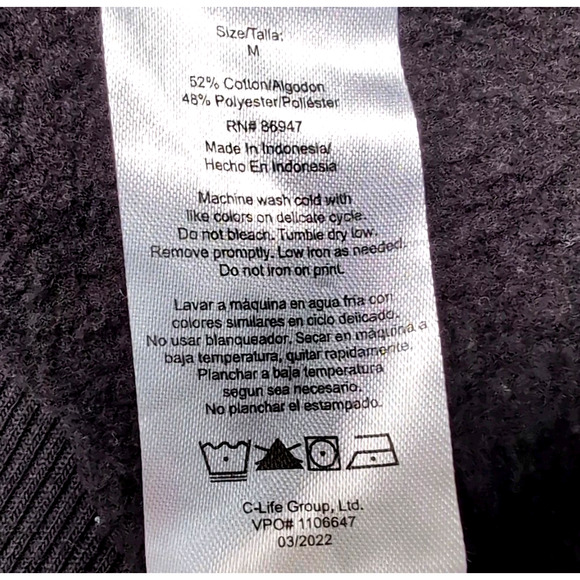 Size/Talla:
M
52% Cotton/Algodon
48% Polyester/Poliéster
RN# 86947
Made In Indonesia/
Hecho En Indonesia
Machine wash cold with
like colors on delicate cycle.
Do not bleach. Tumble dry low.
Remove promptly. Low iron as needed.
Do not iron on print.
Lavar a máquina en agua fria con
colores similares en ciclo delicado.
No usar blanqueador. Secar en máquina a
baja temperatura, quitar rapidamente.
Planchar a baja temperatura
segun sea necesario.
No planchar el estampado.
C-Life Group, Ltd.
VPO# 1106647
03/2022